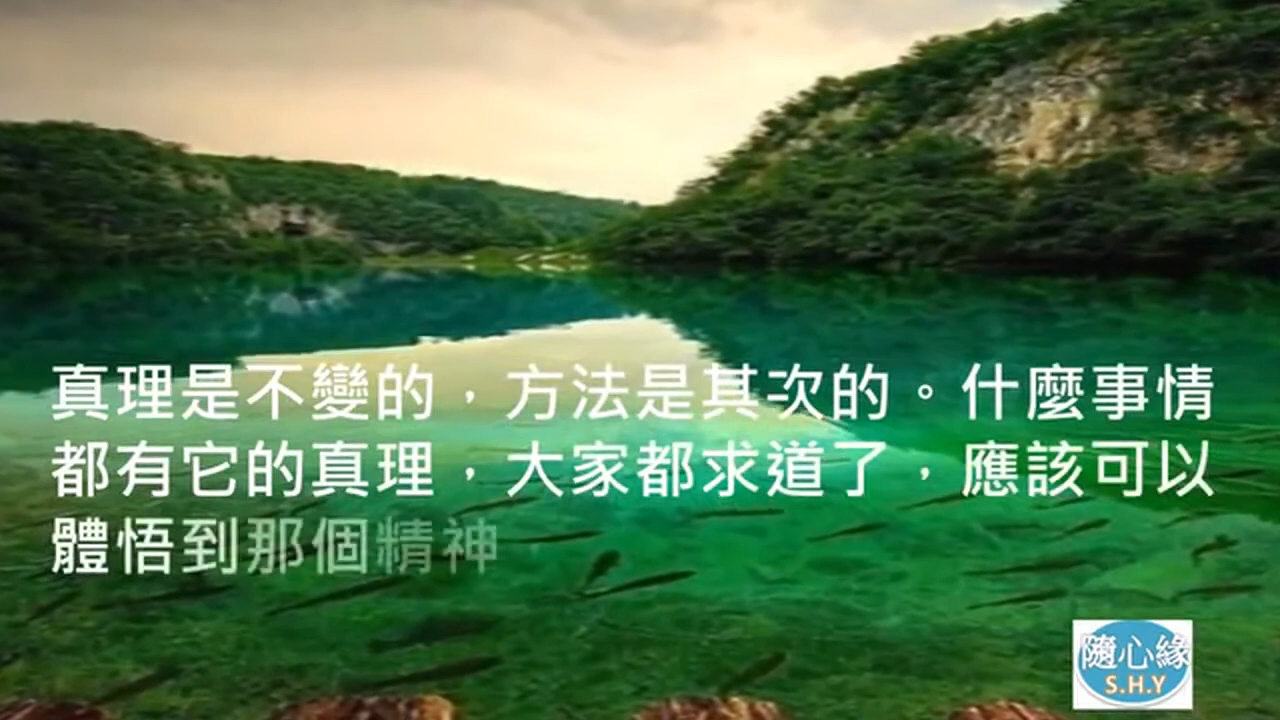 真理是不變的，方法是其次的。什麼事情
都有它的真理，大家都求道了，應該可以
體悟到那個精神
隨心緣
S.H.Y